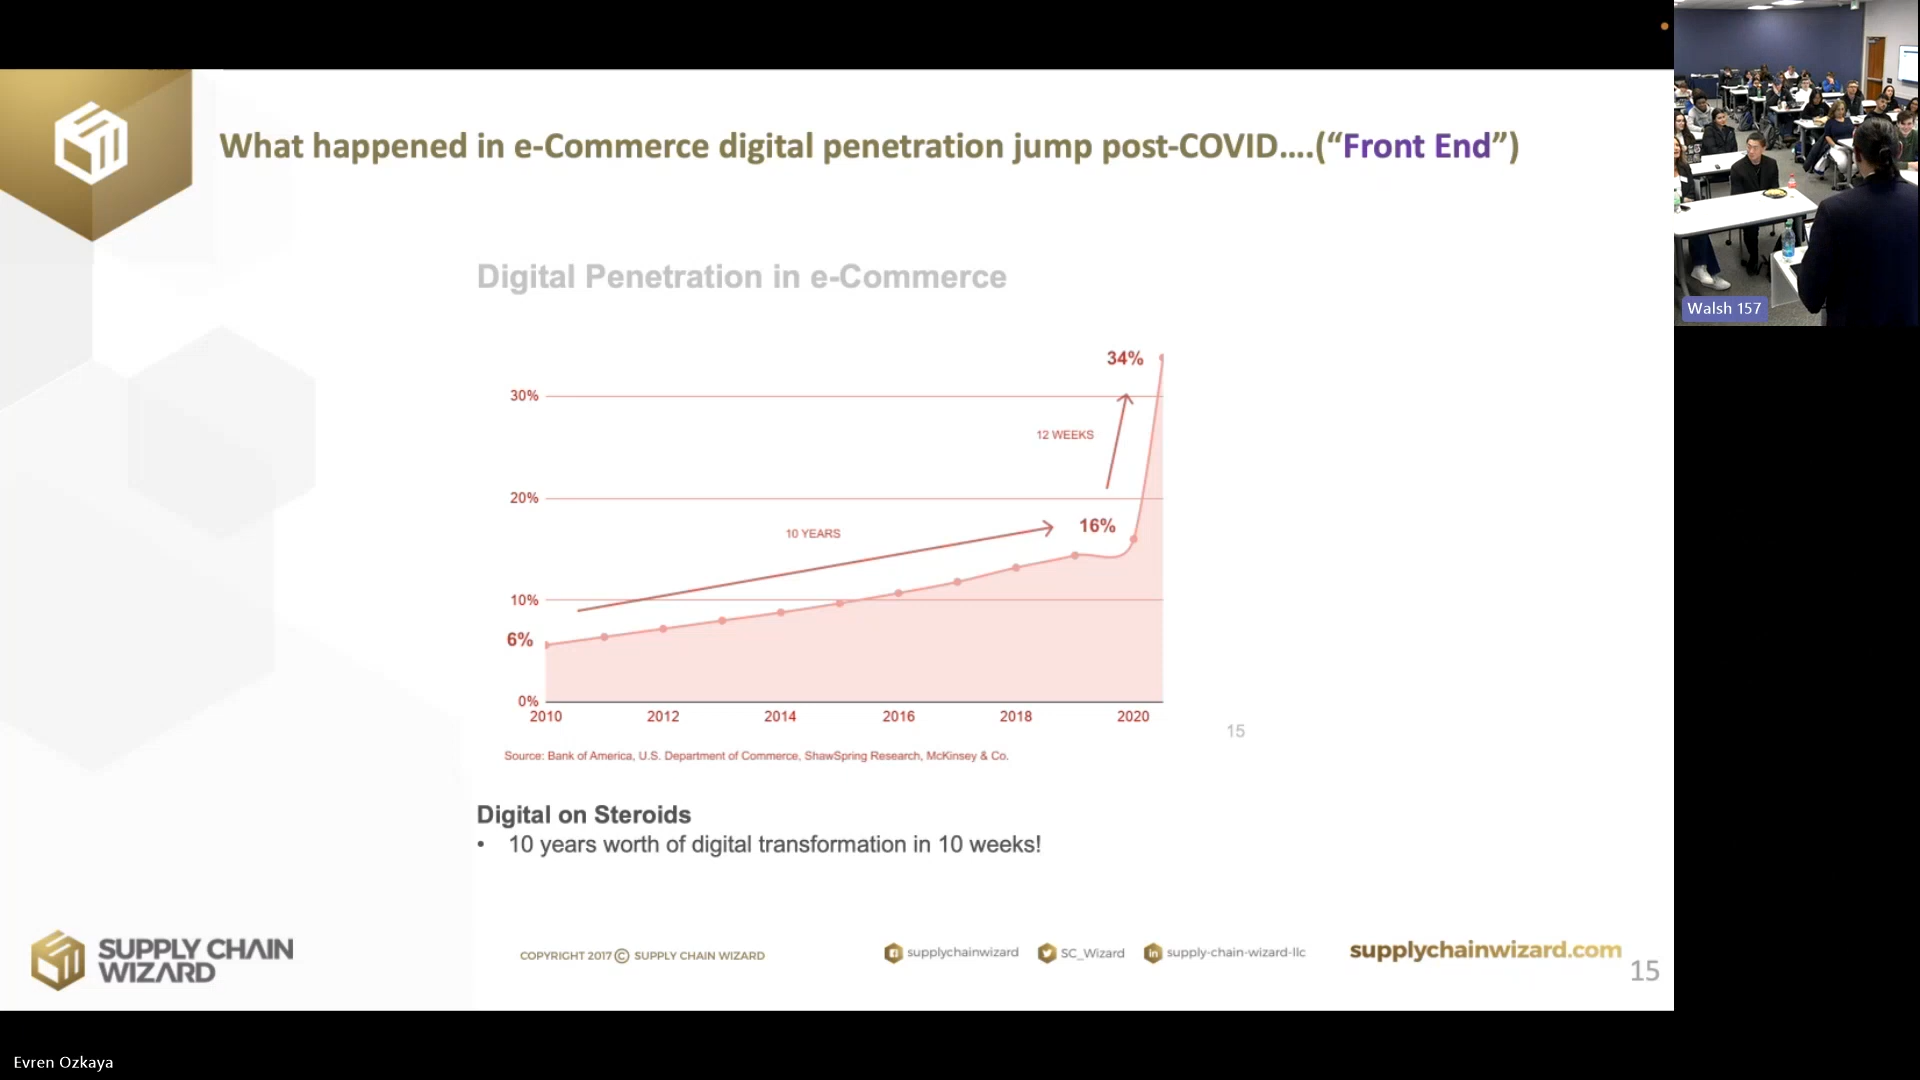 What happened in e-Commerce digital penetration jump post-COVID....("Front End")
Walsh 157
Digital Penetration in e-Commerce
34%
30%
12 WEEKS
20%
16%
10 YEARS
10%
6%
0%
2010 2012 2014 2016 2018 2020
15
Source: Bank of America, U.S. Department of Commerce, ShawSpring Research, McKinsey & Co.
Digital on Steroids
• 10 years worth of digital transformation in 10 weeks!
SUPPLY CHAIN
WIZARD
COPYRIGHT 2017 © SUPPLY CHAIN WIZARD
supplychainwizard
SC_Wizard
supply-chain-wizard-llc
supplychainwizard.com
15
Evren Ozkaya